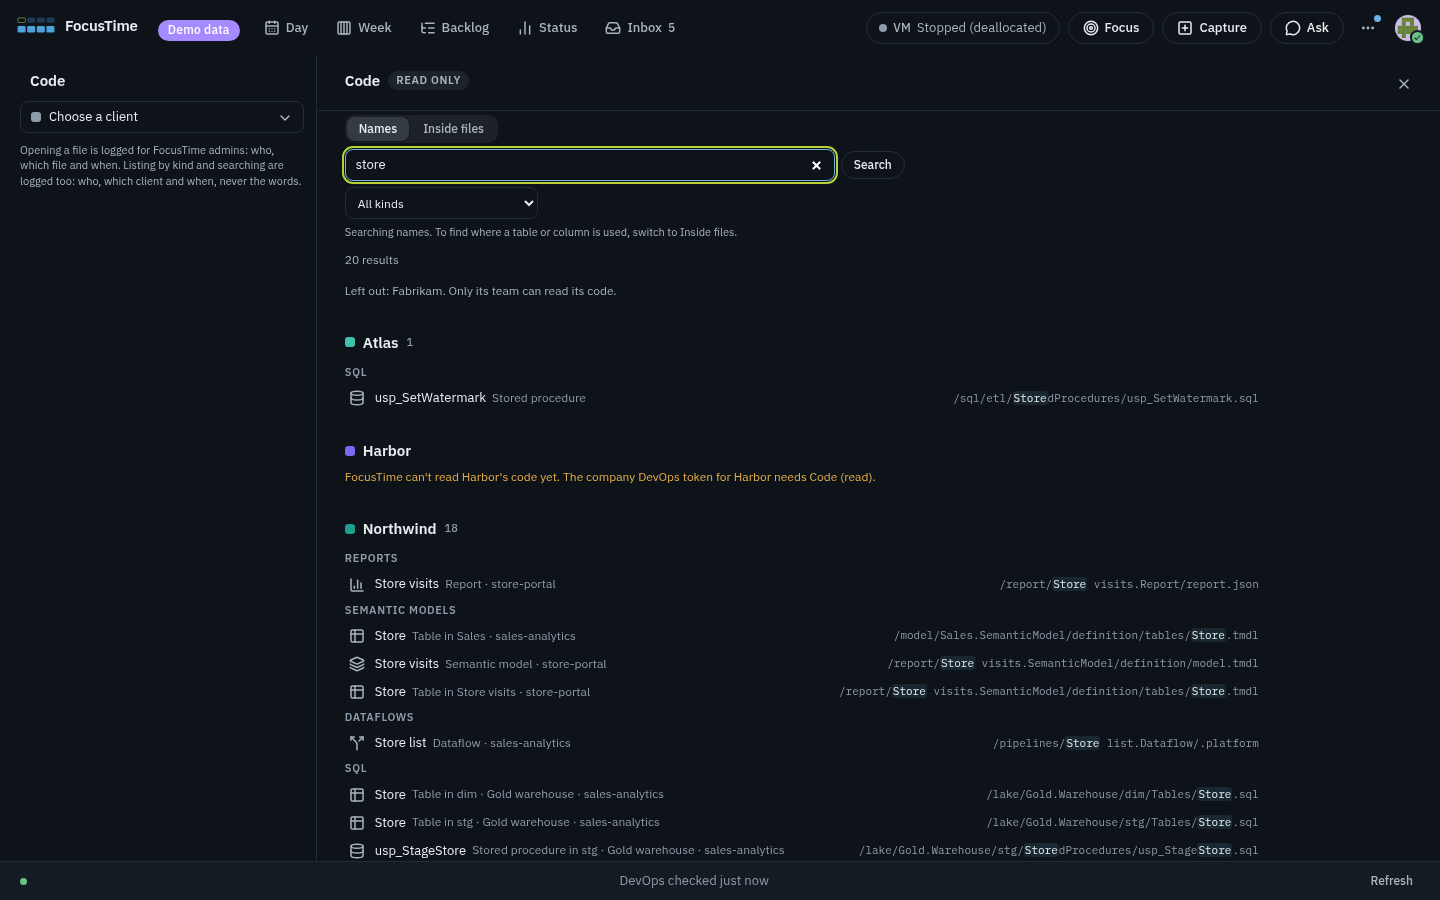 FocusTime
Demo data
Day
Week
Backlog
Status
Inbox 5
VM Stopped (deallocated)
Focus
Capture
Ask
Code
Choose a client
Opening a file is logged for FocusTime admins: who,
which file and when. Listing by kind and searching are
logged too: who, which client and when, never the words.
Code READ ONLY
Names Inside files
store
Search
All kinds
Searching names. To find where a table or column is used, switch to Inside files.
20 results
Left out: Fabrikam. Only its team can read its code.
Atlas 1
SQL
usp_SetWatermark Stored procedure /sql/etl/StoredProcedures/usp_SetWatermark.sql
Harbor
FocusTime can't read Harbor's code yet. The company DevOps token for Harbor needs Code (read).
Northwind 18
REPORTS
Store visits Report · store-portal /report/Store visits.Report/report.json
SEMANTIC MODELS
Store Table in Sales · sales-analytics /model/Sales.SemanticModel/definition/tables/Store.tmdl
Store visits Semantic model · store-portal /report/Store visits.SemanticModel/definition/model.tmdl
Store Table in Store visits · store-portal /report/Store visits.SemanticModel/definition/tables/Store.tmdl
DATAFLOWS
Store list Dataflow · sales-analytics /pipelines/Store list.Dataflow/.platform
SQL
Store Table in dim · Gold warehouse · sales-analytics /lake/Gold.Warehouse/dim/Tables/Store.sql
Store Table in stg · Gold warehouse · sales-analytics /lake/Gold.Warehouse/stg/Tables/Store.sql
usp_StageStore Stored procedure in stg · Gold warehouse · sales-analytics /lake/Gold.Warehouse/stg/StoredProcedures/usp_StageStore.sql
DevOps checked just now
Refresh